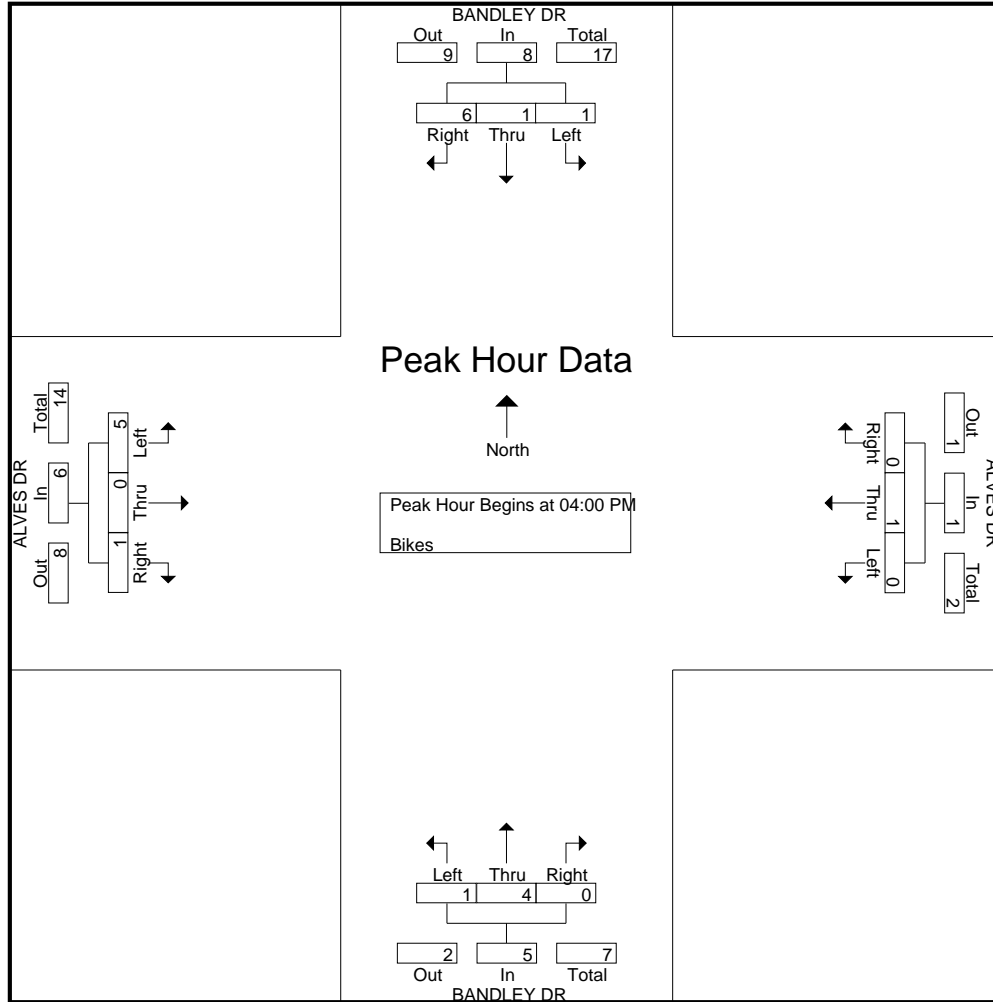 BANDLEY DR
Out In Total
9 8 17
6 1 1
Right Thru Left
Peak Hour Data
North
Peak Hour Begins at 04:00 PM
Bikes
ALVES DR
Total In Out
14 6 8
5 0 1
Left Thru Right
ALVES DR
Out In Total
1 1 2
0 1 0
Right Thru Left
Left Thru Right
1 4 0
2 5 7
Out In Total
BANDLEY DR